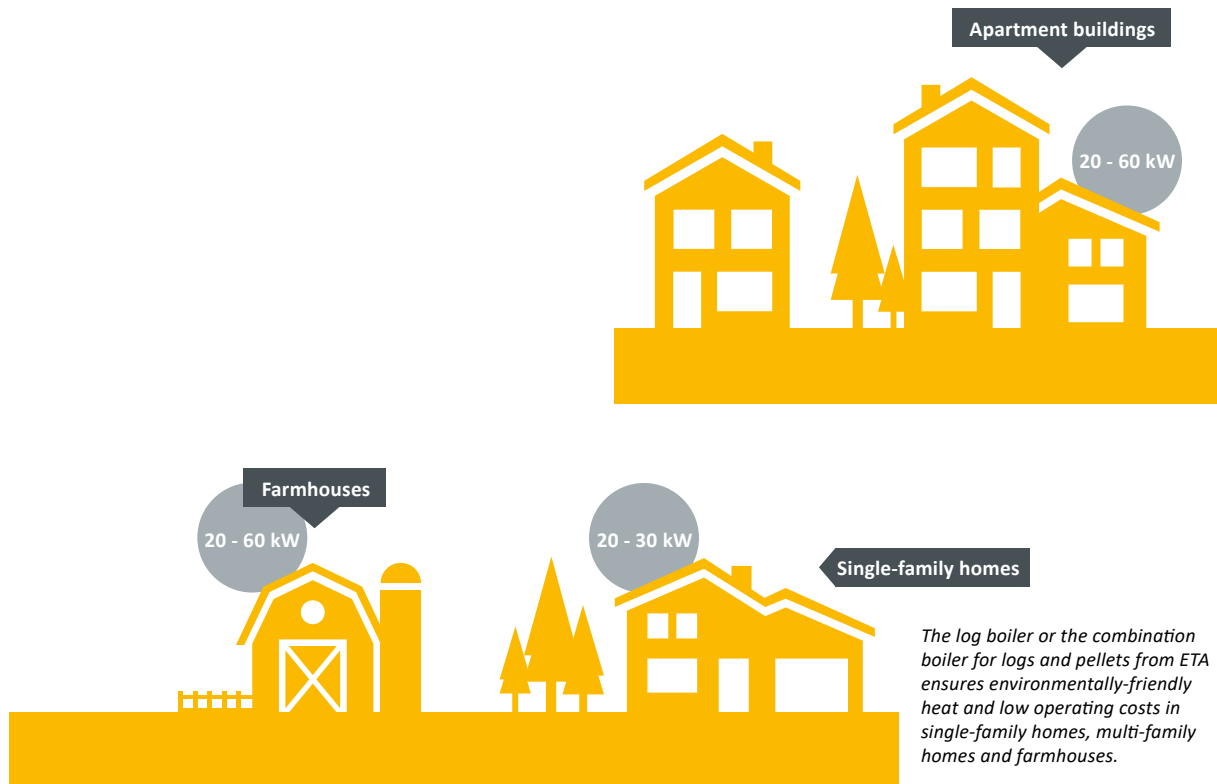 Apartment buildings
20 - 60 kW
Farmhouses
20 - 60 kW
20 - 30 kW
Single-family homes
The log boiler or the combination
boiler for logs and pellets from ETA
ensures environmentally-friendly
heat and low operating costs in
single-family homes, multi-family
homes and farmhouses.